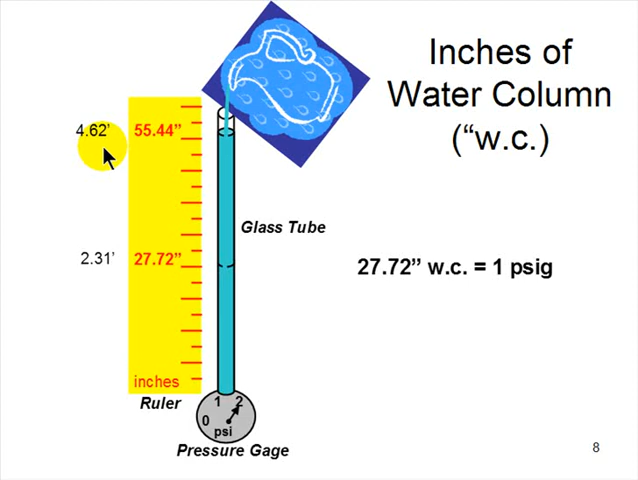 Inches of
Water Column
(“w.c.)
4.62’ 55.44”
Glass Tube
2.31’ 27.72”
27.72” w.c. = 1 psig
inches
Ruler
0 1 2
psi
Pressure Gage
8